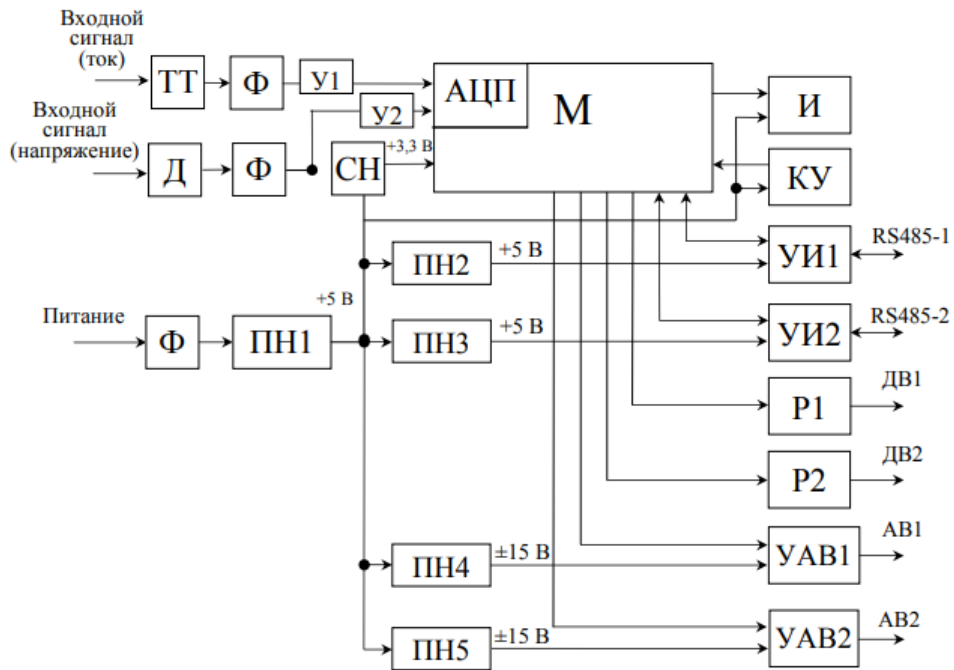 Входной
сигнал
(ток)
ТТ
Ф
У1
АЦП
М
И
Входной
сигнал
(напряжение)
У2
Д
Ф
СН
+3,3 В
КУ
ПН2
+5 В
УИ1
RS485-1
Питание
Ф
ПН1
+5 В
ПН3
+5 В
УИ2
RS485-2
Р1
ДВ1
Р2
ДВ2
ПН4
±15 В
УАВ1
АВ1
ПН5
±15 В
УАВ2
АВ2